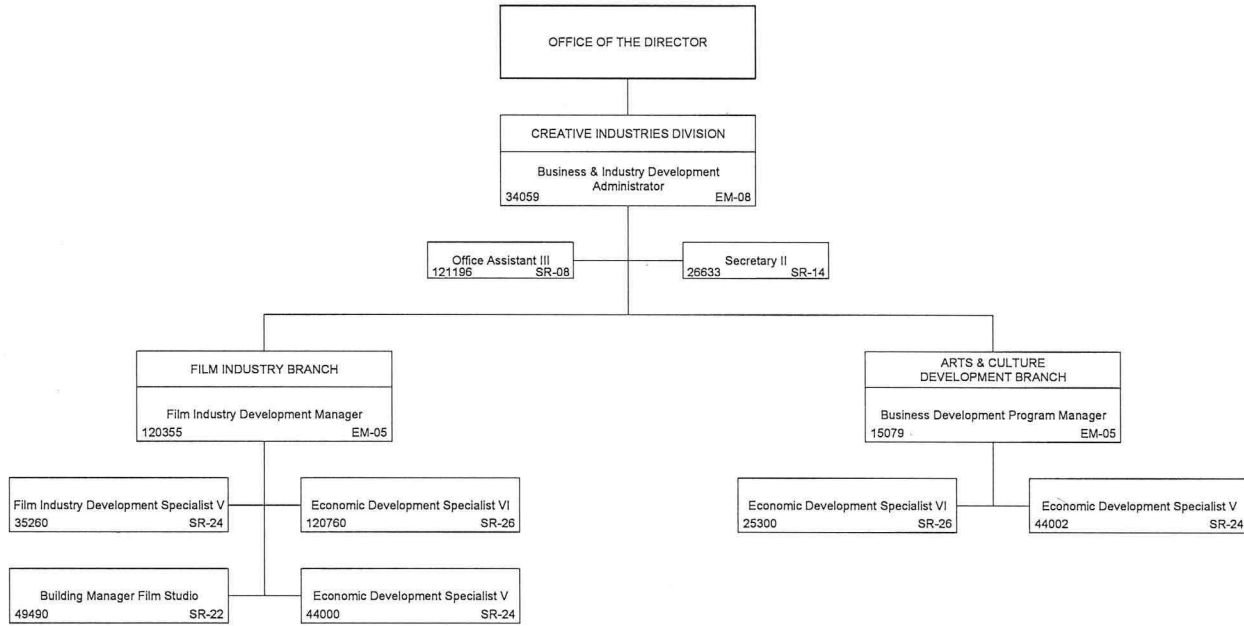 OFFICE OF THE DIRECTOR
CREATIVE INDUSTRIES DIVISION
Business & Industry Development
Administrator
34059 EM-08
Office Assistant III
121196 SR-08
Secretary II
26633 SR-14
FILM INDUSTRY BRANCH
Film Industry Development Manager
120355 EM-05
ARTS & CULTURE
DEVELOPMENT BRANCH
Business Development Program Manager
15079 EM-05
Film Industry Development Specialist V
35260 SR-24
Economic Development Specialist VI
120760 SR-26
Economic Development Specialist VI
25300 SR-26
Economic Development Specialist V
44002 SR-24
Building Manager Film Studio
49490 SR-22
Economic Development Specialist V
44000 SR-24